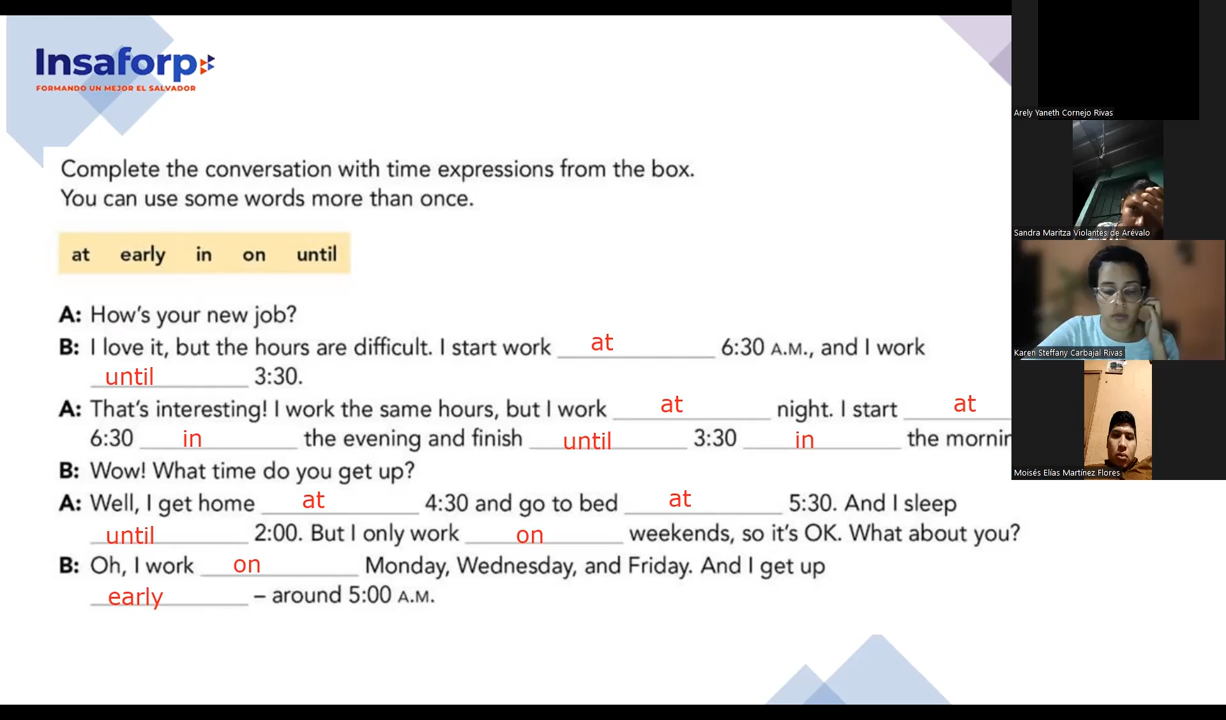 Insaforp
FORMANDO UN MEJOR EL SALVADOR
Complete the conversation with time expressions from the box.
You can use some words more than once.
at early in on until
A: How's your new job?
B: I love it, but the hours are difficult. I start work at 6:30 A.M., and I work
until 3:30.
A: That's interesting! I work the same hours, but I work at night. I start at
6:30 in the evening and finish until 3:30 in the mornin
B: Wow! What time do you get up?
A: Well, I get home at 4:30 and go to bed at 5:30. And I sleep
until 2:00. But I only work on weekends, so it's OK. What about you?
B: Oh, I work on Monday, Wednesday, and Friday. And I get up
early – around 5:00 A.M.
Arely Yaneth Cornejo Rivas
Sandra Maritza Violantes de Arévalo
Karen Steffany Carbajal Rivas
Moisés Elías Martínez Flores